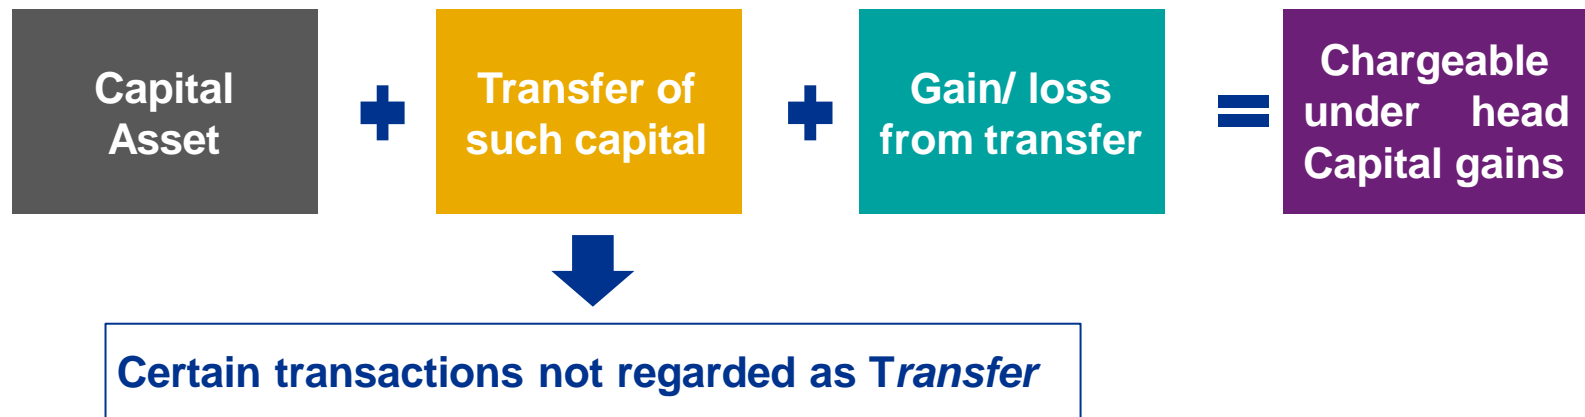 Capital
Asset
Transfer of
such capital
Gain/ loss
from transfer
Chargeable
under head
Capital gains
Certain transactions not regarded as Transfer